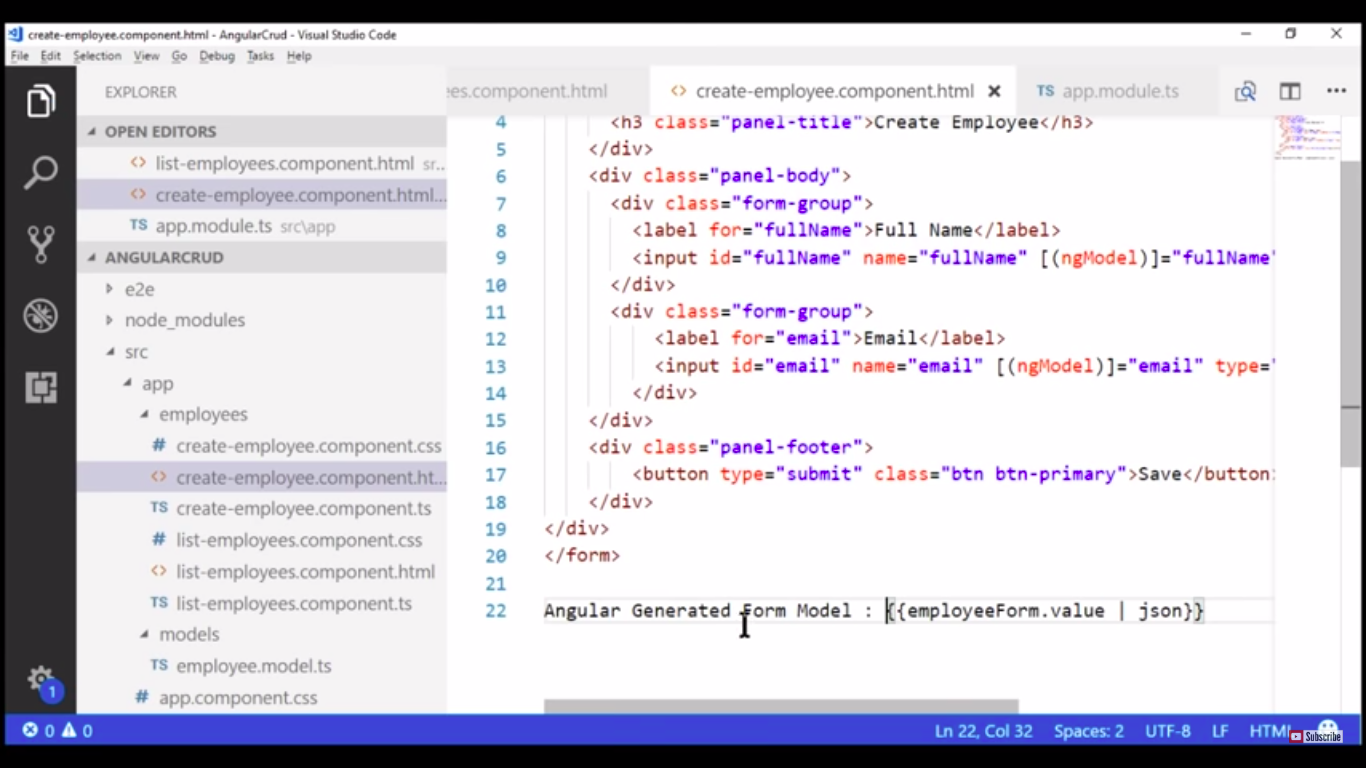 create-employee.component.html - AngularCrud - Visual Studio Code
File Edit Selection View Go Debug Tasks Help
EXPLORER
OPEN EDITORS
list-employees.component.html sr...
create-employee.component.html...
TS app.module.ts src\app
ANGULARCRUD
e2e
node_modules
src
app
employees
# create-employee.component.css
<> create-employee.component.ht...
TS create-employee.component.ts
# list-employees.component.css
<> list-employees.component.html
TS list-employees.component.ts
models
TS employee.model.ts
# app.component.css
1
ees.component.html
<> create-employee.component.html
TS app.module.ts
4 <h3 class="panel-title">Create Employee</h3>
5 </div>
6 <div class="panel-body">
7 <div class="form-group">
8 <label for="fullName">Full Name</label>
9 <input id="fullName" name="fullName" [(ngModel)]="fullName"
10 </div>
11 <div class="form-group">
12 <label for="email">Email</label>
13 <input id="email" name="email" [(ngModel)]="email" type="
14 </div>
15 </div>
16 <div class="panel-footer">
17 <button type="submit" class="btn btn-primary">Save</button>
18 </div>
19 </div>
20 </form>
21
22 Angular Generated Form Model : {{employeeForm.value | json}}
0 0
Ln 22, Col 32 Spaces: 2 UTF-8 LF HTML
Subscribe